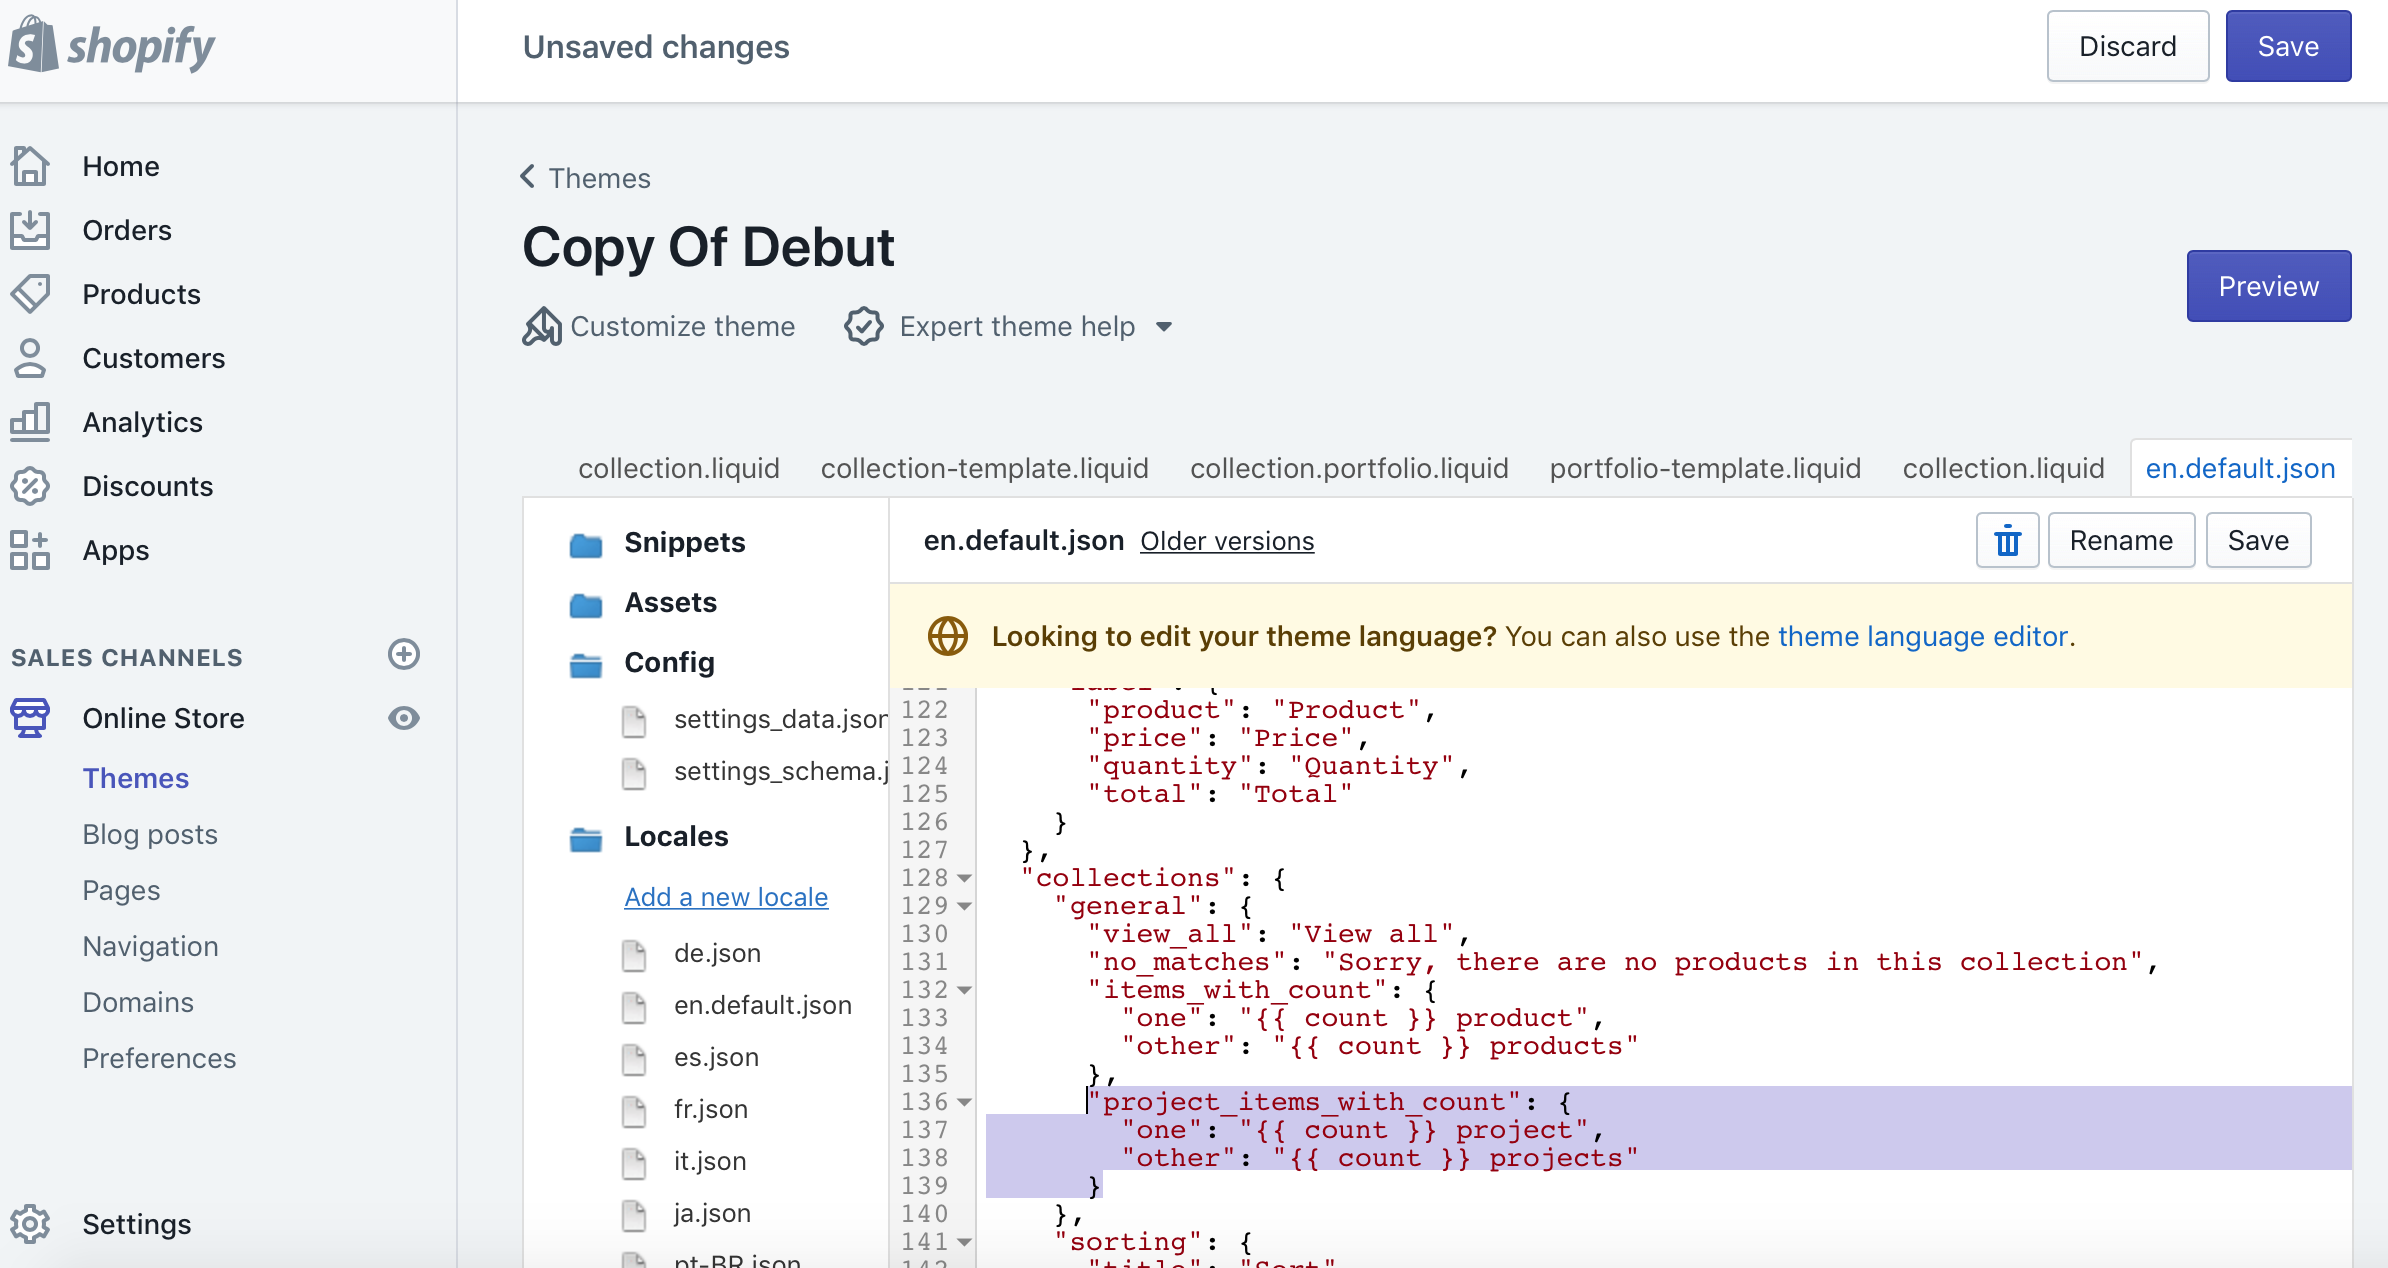 shopify
Unsaved changes
Discard
Save
Home
Orders
Products
Customers
Analytics
Discounts
Apps
SALES CHANNELS
Online Store
Themes
Blog posts
Pages
Navigation
Domains
Preferences
Settings
Themes
Copy Of Debut
Customize theme
Expert theme help
Preview
collection.liquid
collection-template.liquid
collection.portfolio.liquid
portfolio-template.liquid
collection.liquid
en.default.json
Snippets
Assets
Config
settings_data.json
settings_schema.j
Locales
Add a new locale
de.json
en.default.json
es.json
fr.json
it.json
ja.json
pt-BR.json
en.default.json Older versions
Rename
Save
Looking to edit your theme language? You can also use the theme language editor.
122 "product": "Product",
123 "price": "Price",
124 "quantity": "Quantity",
125 "total": "Total"
126 }
127 },
128 "collections": {
129 "general": {
130 "view_all": "View all",
131 "no_matches": "Sorry, there are no products in this collection",
132 "items_with_count": {
133 "one": "{{ count }} product",
134 "other": "{{ count }} products"
135 },
136 "project_items_with_count": {
137 "one": "{{ count }} project",
138 "other": "{{ count }} projects"
139 }
140 },
141 "sorting": {
142 "title": "Sort"